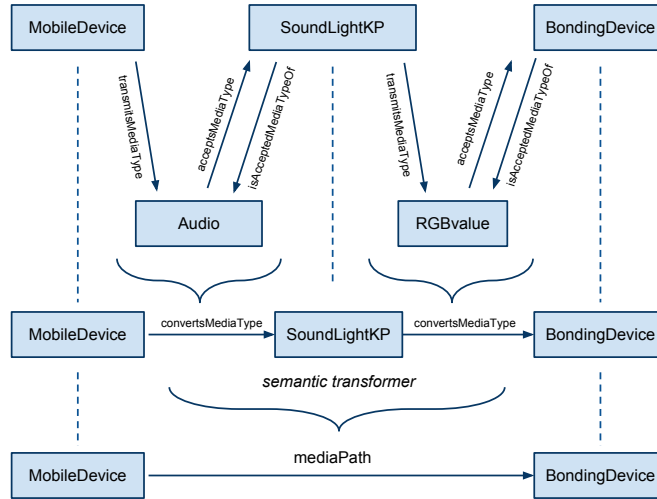 MobileDevice
SoundLightKP
BondingDevice
transmitsMediaType
acceptsMediaType
isAcceptedMediaTypeOf
transmitsMediaType
acceptsMediaType
isAcceptedMediaTypeOf
Audio
RGBvalue
MobileDevice
convertsMediaType
SoundLightKP
convertsMediaType
BondingDevice
semantic transformer
mediaPath
MobileDevice
BondingDevice